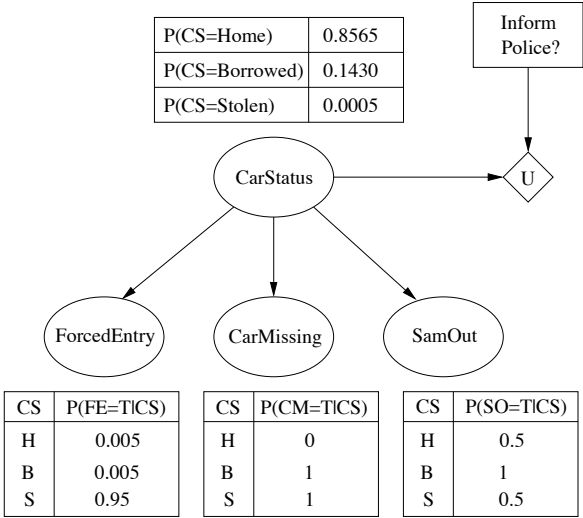 P(CS=Home) 0.8565
P(CS=Borrowed) 0.1430
P(CS=Stolen) 0.0005
Inform
Police?
CarStatus
U
ForcedEntry
CarMissing
SamOut
CS P(FE=T|CS)
H 0.005
B 0.005
S 0.95
CS P(CM=T|CS)
H 0
B 1
S 1
CS P(SO=T|CS)
H 0.5
B 1
S 0.5